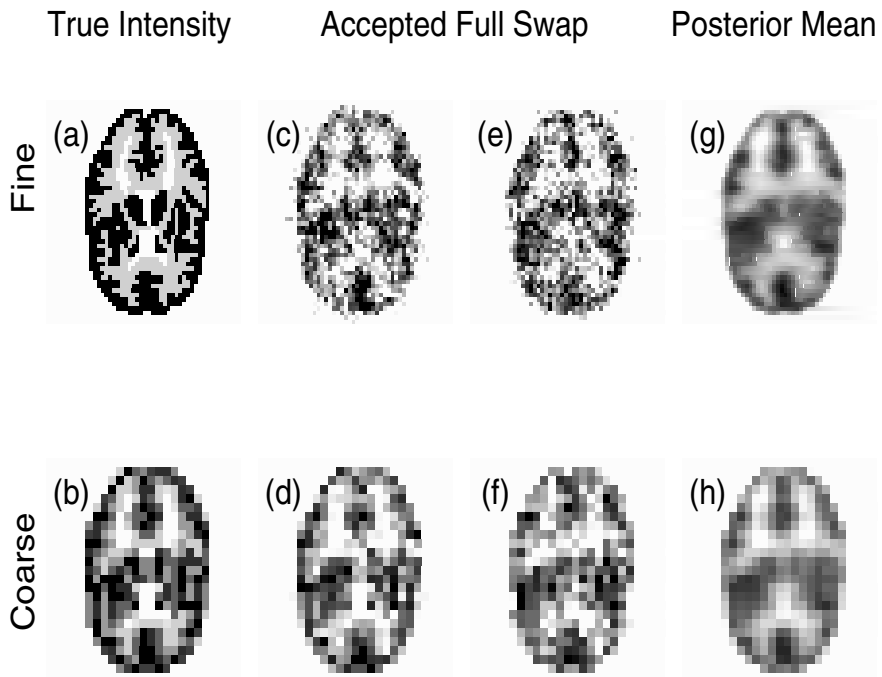 True Intensity
Accepted Full Swap
Posterior Mean
Fine
(a)
(c)
(e)
(g)
Coarse
(b)
(d)
(f)
(h)